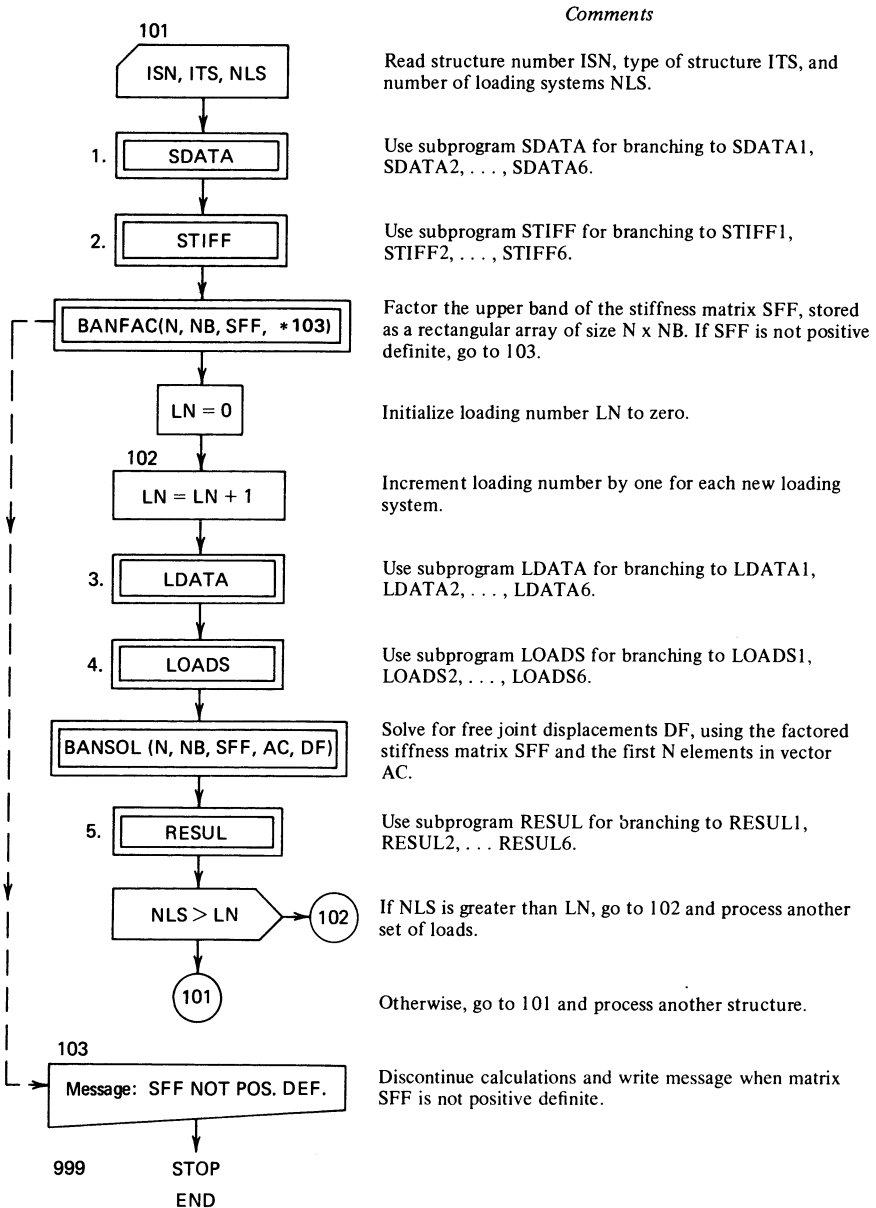 Comments
101
ISN, ITS, NLS
Read structure number ISN, type of structure ITS, and
number of loading systems NLS.
1.
SDATA
Use subprogram SDATA for branching to SDATA1,
SDATA2, . . . , SDATA6.
2.
STIFF
Use subprogram STIFF for branching to STIFF1,
STIFF2, . . . , STIFF6.
BANFAC(N, NB, SFF, *103)
Factor the upper band of the stiffness matrix SFF, stored
as a rectangular array of size N x NB. If SFF is not positive
definite, go to 103.
LN = 0
Initialize loading number LN to zero.
102
LN = LN + 1
Increment loading number by one for each new loading
system.
3.
LDATA
Use subprogram LDATA for branching to LDATA1,
LDATA2, . . . , LDATA6.
4.
LOADS
Use subprogram LOADS for branching to LOADS1,
LOADS2, . . . , LOADS6.
BANSOL (N, NB, SFF, AC, DF)
Solve for free joint displacements DF, using the factored
stiffness matrix SFF and the first N elements in vector
AC.
5.
RESUL
Use subprogram RESUL for branching to RESUL1,
RESUL2, . . . RESUL6.
NLS > LN
102
If NLS is greater than LN, go to 102 and process another
set of loads.
101
Otherwise, go to 101 and process another structure.
103
Message: SFF NOT POS. DEF.
Discontinue calculations and write message when matrix
SFF is not positive definite.
999
STOP
END